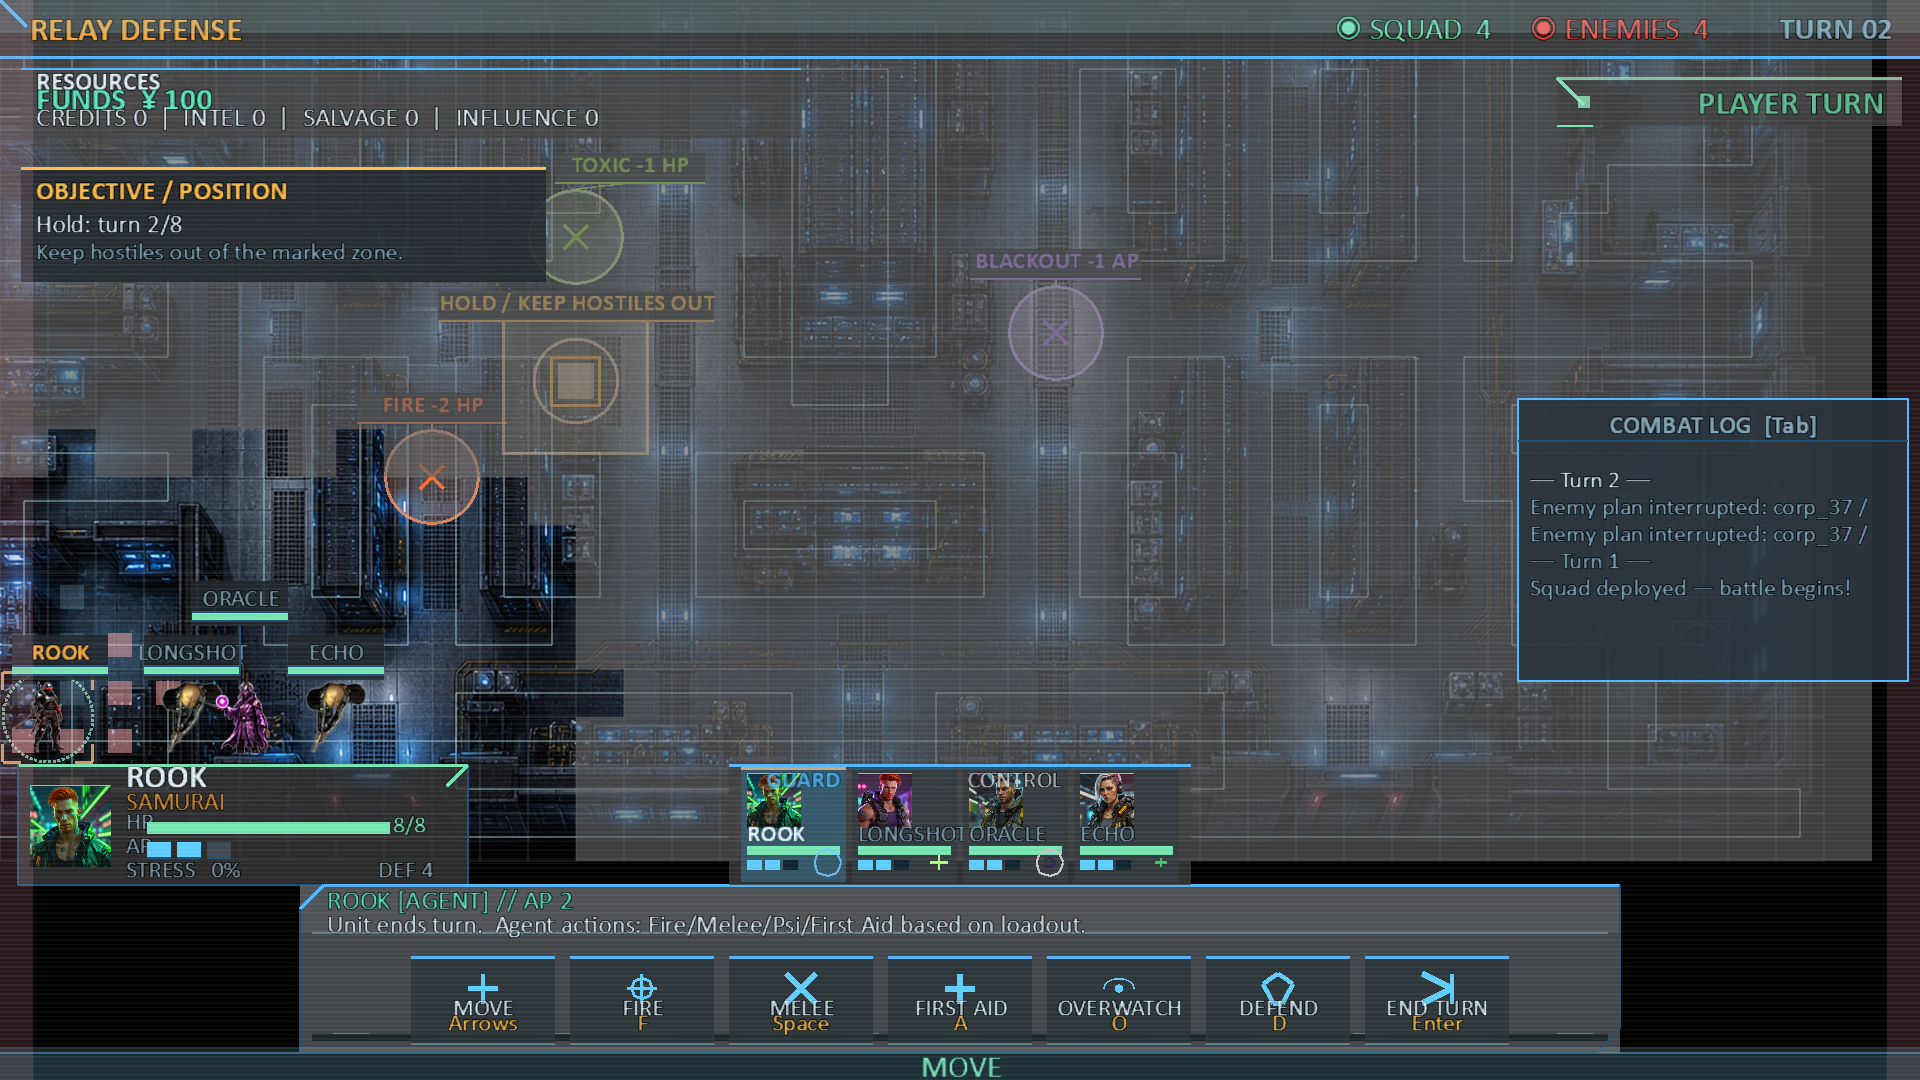 RELAY DEFENSE
SQUAD 4
ENEMIES 4
TURN 02
RESOURCES
FUNDS ¥ 100
CREDITS 0 | INTEL 0 | SALVAGE 0 | INFLUENCE 0
PLAYER TURN
TOXIC -1 HP
OBJECTIVE / POSITION
Hold: turn 2/8
Keep hostiles out of the marked zone.
BLACKOUT -1 AP
HOLD / KEEP HOSTILES OUT
FIRE -2 HP
COMBAT LOG [Tab]
— Turn 2 —
Enemy plan interrupted: corp_37 /
Enemy plan interrupted: corp_37 /
— Turn 1 —
Squad deployed — battle begins!
ORACLE
ROOK
LONGSHOT
ECHO
ROOK
SAMURAI
HP 8/8
AP
STRESS 0%
DEF 4
GUARD
CONTROL
ROOK
LONGSHOT
ORACLE
ECHO
ROOK [AGENT] // AP 2
Unit ends turn. Agent actions: Fire/Melee/Psi/First Aid based on loadout.
MOVE
Arrows
FIRE
F
MELEE
Space
FIRST AID
A
OVERWATCH
O
DEFEND
D
END TURN
Enter
MOVE